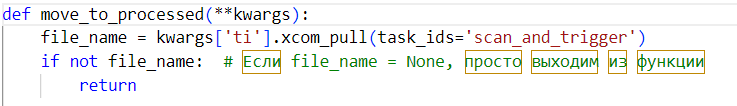 def move_to_processed(**kwargs):
    file_name = kwargs['ti'].xcom_pull(task_ids='scan_and_trigger')
    if not file_name:  # Если file_name = None, просто выходим из функции
        return